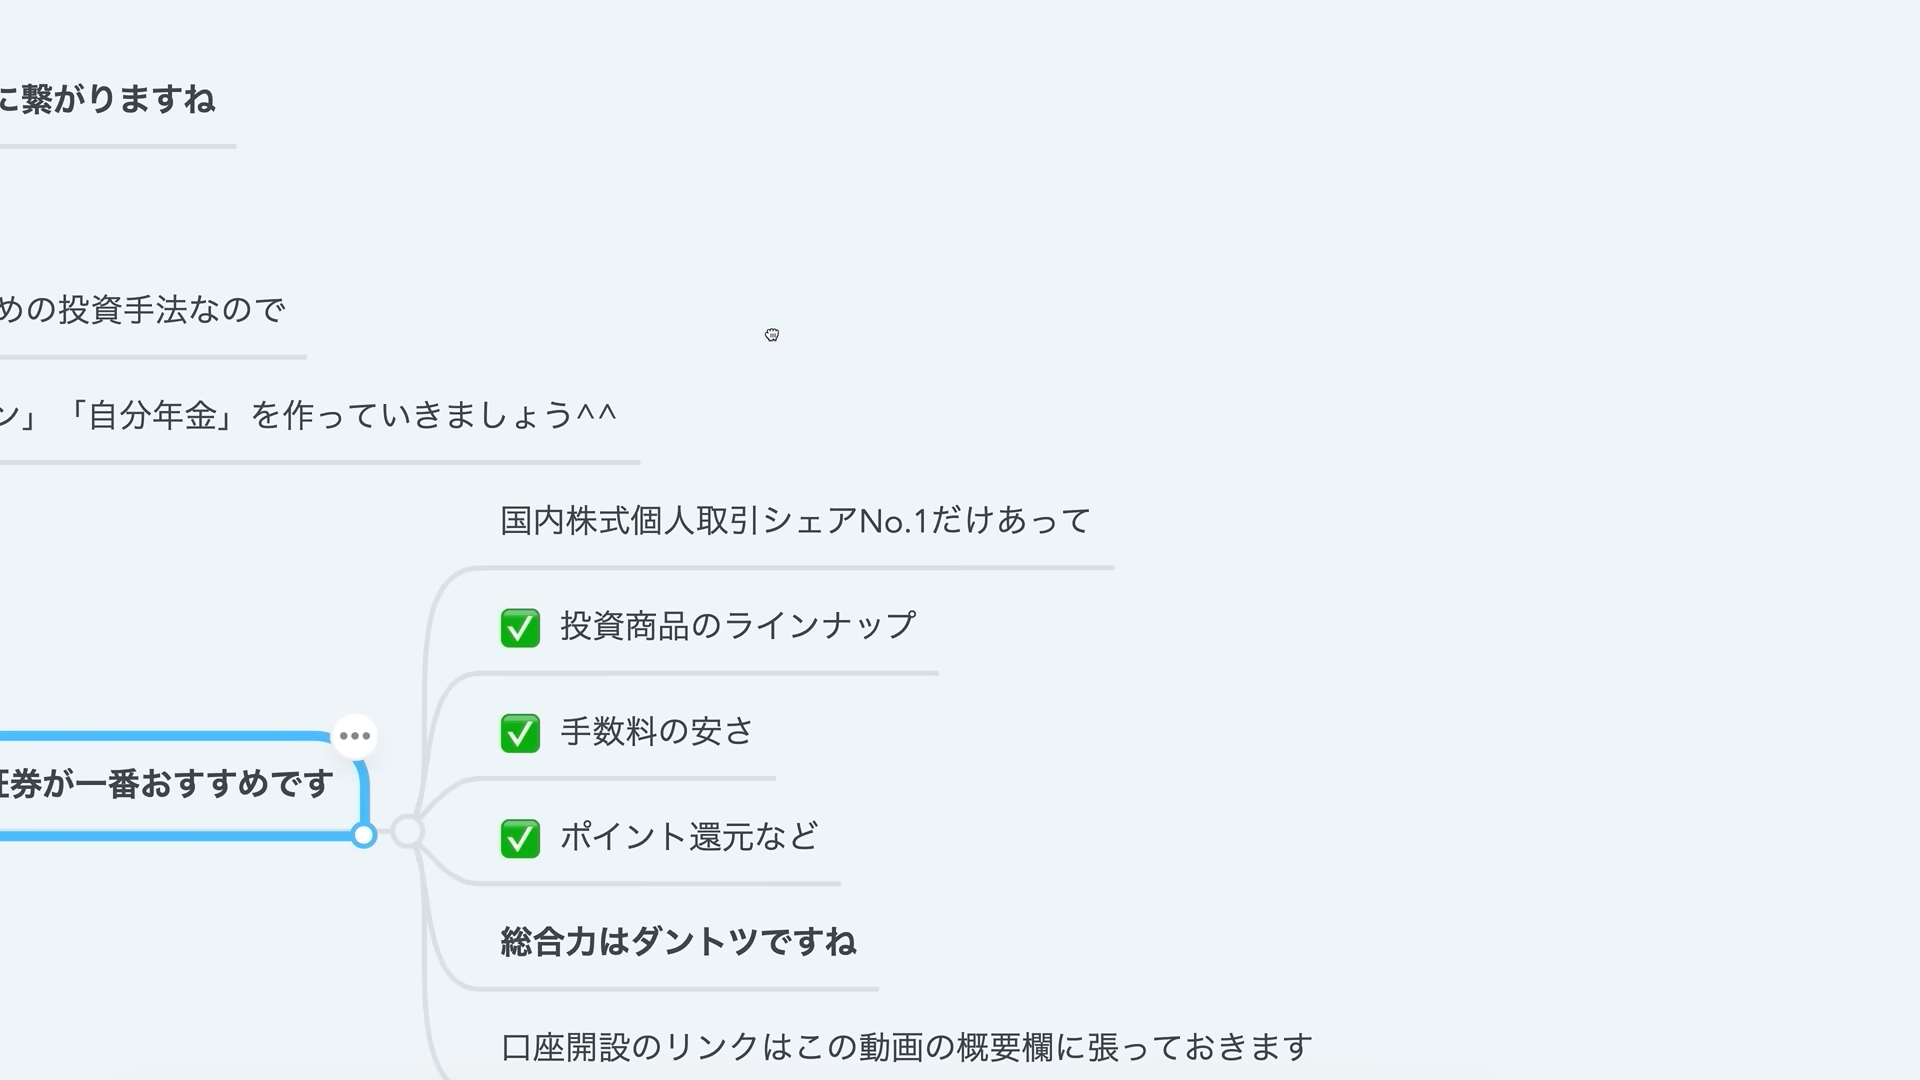 に繋がりますね
めの投資手法なので
ン」「自分年金」を作っていきましょう^^
国内株式個人取引シェアNo.1だけあって
✅ 投資商品のラインナップ
✅ 手数料の安さ
証券が一番おすすめです
✅ ポイント還元など
総合力はダントツですね
口座開設のリンクはこの動画の概要欄に張っておきます